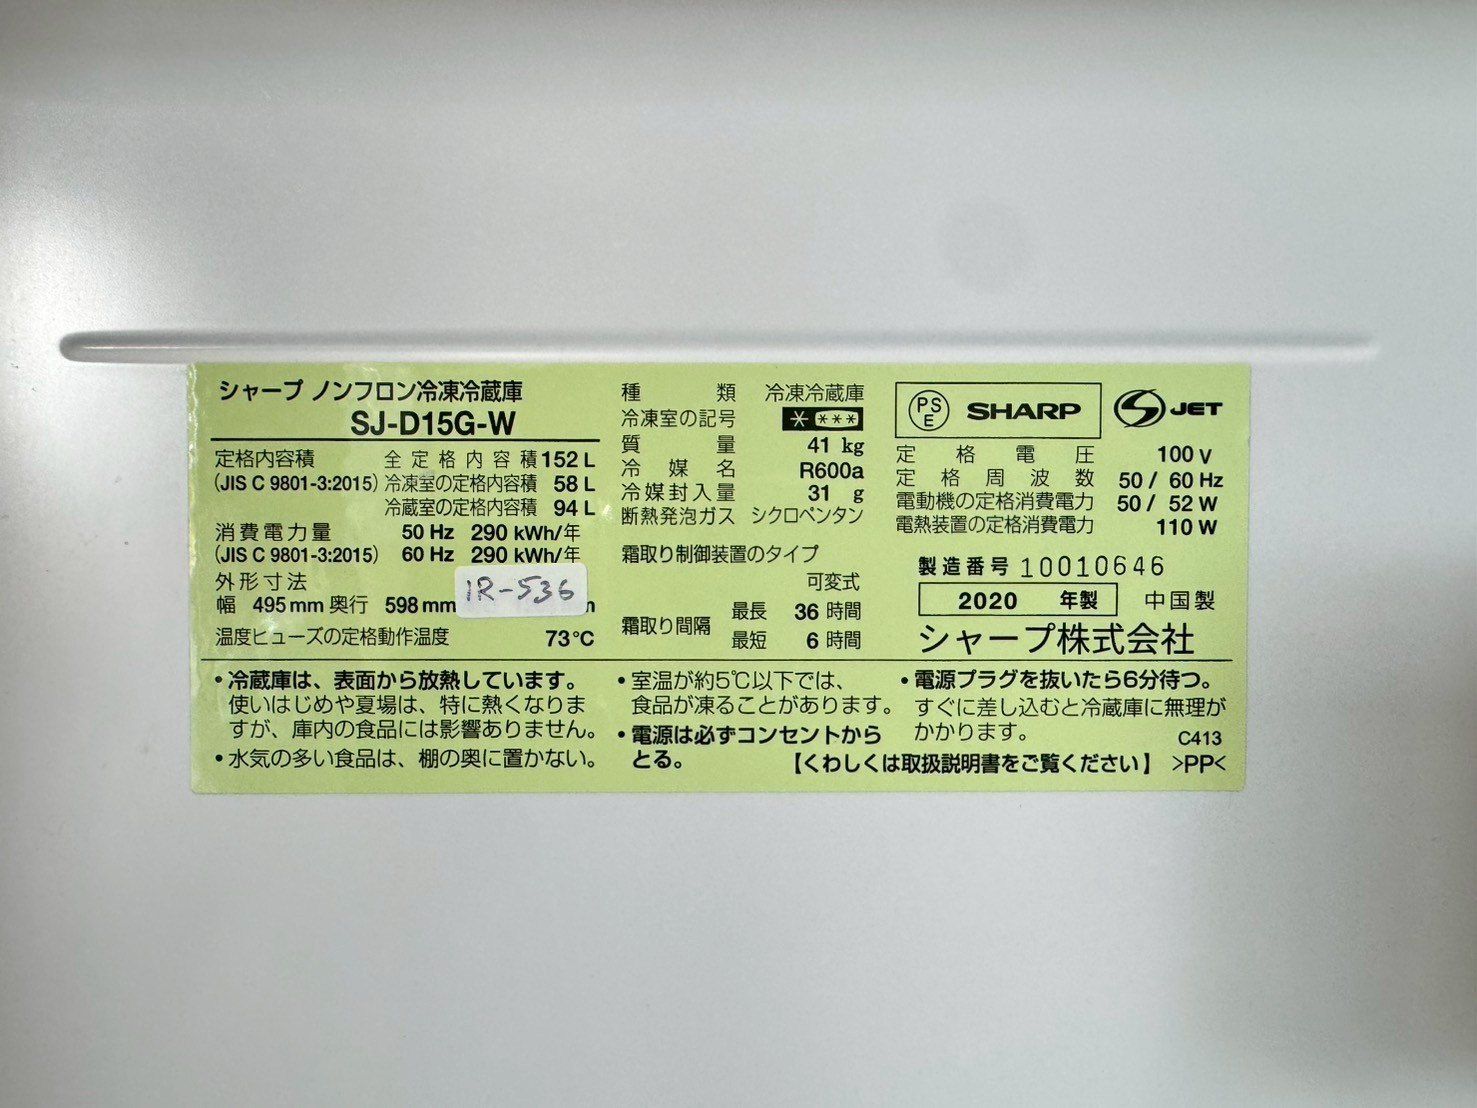 シャープ ノンフロン冷凍冷蔵庫
SJ-D15G-W
定格内容積 全定格内容積 152 L
(JIS C 9801-3:2015) 冷凍室の定格内容積 58 L
冷蔵室の定格内容積 94 L
消費電力量 50 Hz 290 kWh/年
(JIS C 9801-3:2015) 60 Hz 290 kWh/年
外形寸法
幅 495 mm 奥行 598 mm
IR-536
温度ヒューズの定格動作温度 73℃
種類 冷凍冷蔵庫
冷凍室の記号 * ***
質量 41 kg
冷媒名 R600a
冷媒封入量 31 g
断熱発泡ガス シクロペンタン
霜取り制御装置のタイプ
可変式
霜取り間隔 最長 36 時間
最短 6 時間
PS E SHARP JET
定格電圧 100 V
定格周波数 50 / 60 Hz
電動機の定格消費電力 50 / 52 W
電熱装置の定格消費電力 110 W
製造番号 10010646
2020 年製 中国製
シャープ株式会社
・冷蔵庫は、表面から放熱しています。
使いはじめや夏場は、特に熱くなりま
すが、庫内の食品には影響ありません。
・水気の多い食品は、棚の奥に置かない。
・室温が約5℃以下では、
食品が凍ることがあります。
・電源は必ずコンセントから
とる。
・電源プラグを抜いたら6分待つ。
すぐに差し込むと冷蔵庫に無理が
かかります。
C413
【くわしくは取扱説明書をご覧ください】 >PP<